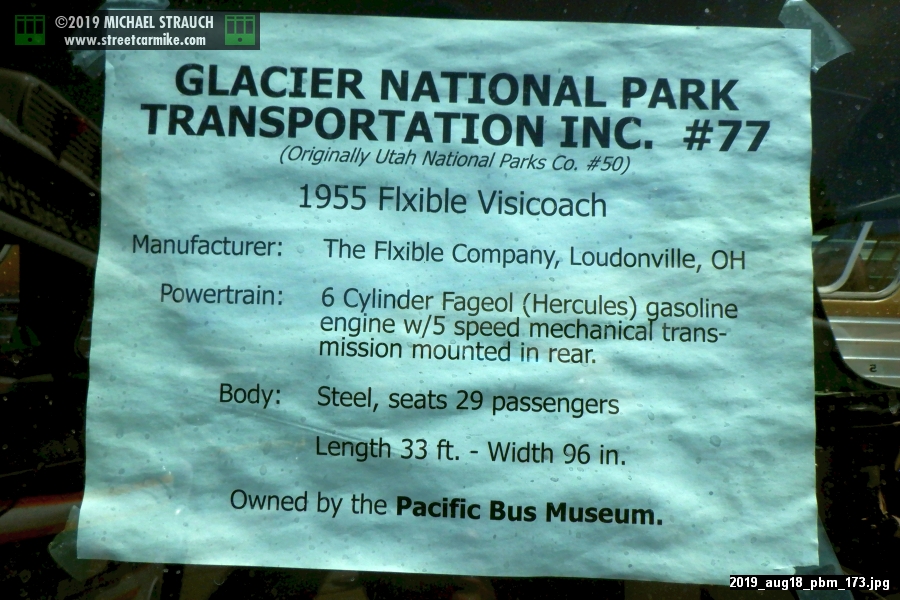 ©2019 MICHAEL STRAUCH
www.streetcarmike.com
GLACIER NATIONAL PARK
TRANSPORTATION INC. #77
(Originally Utah National Parks Co. #50)
1955 Flxible Visicoach
Manufacturer: The Flxible Company, Loudonville, OH
Powertrain: 6 Cylinder Fageol (Hercules) gasoline
engine w/5 speed mechanical trans-
mission mounted in rear.
Body: Steel, seats 29 passengers
Length 33 ft. - Width 96 in.
Owned by the Pacific Bus Museum.
2019_aug18_pbm_173.jpg